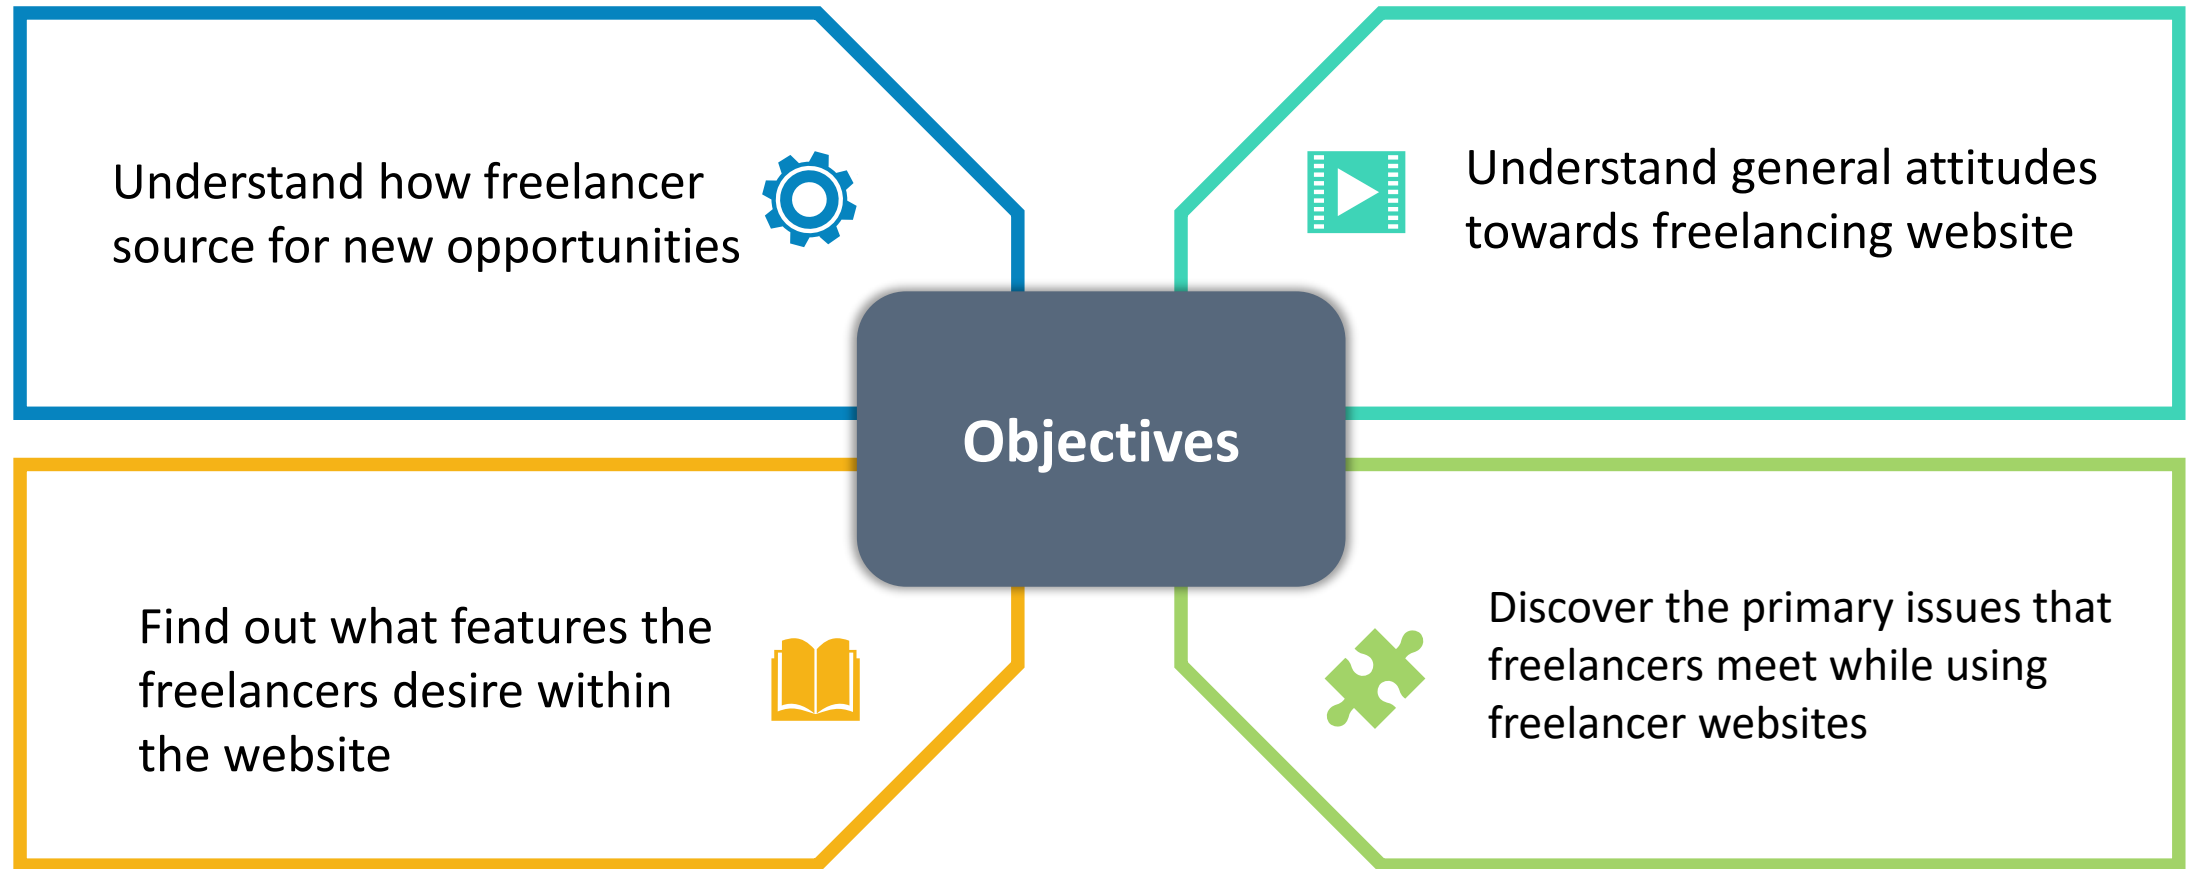 Understand how freelancer
source for new opportunities
Understand general attitudes
towards freelancing website
Objectives
Find out what features the
freelancers desire within
the website
Discover the primary issues that
freelancers meet while using
freelancer websites